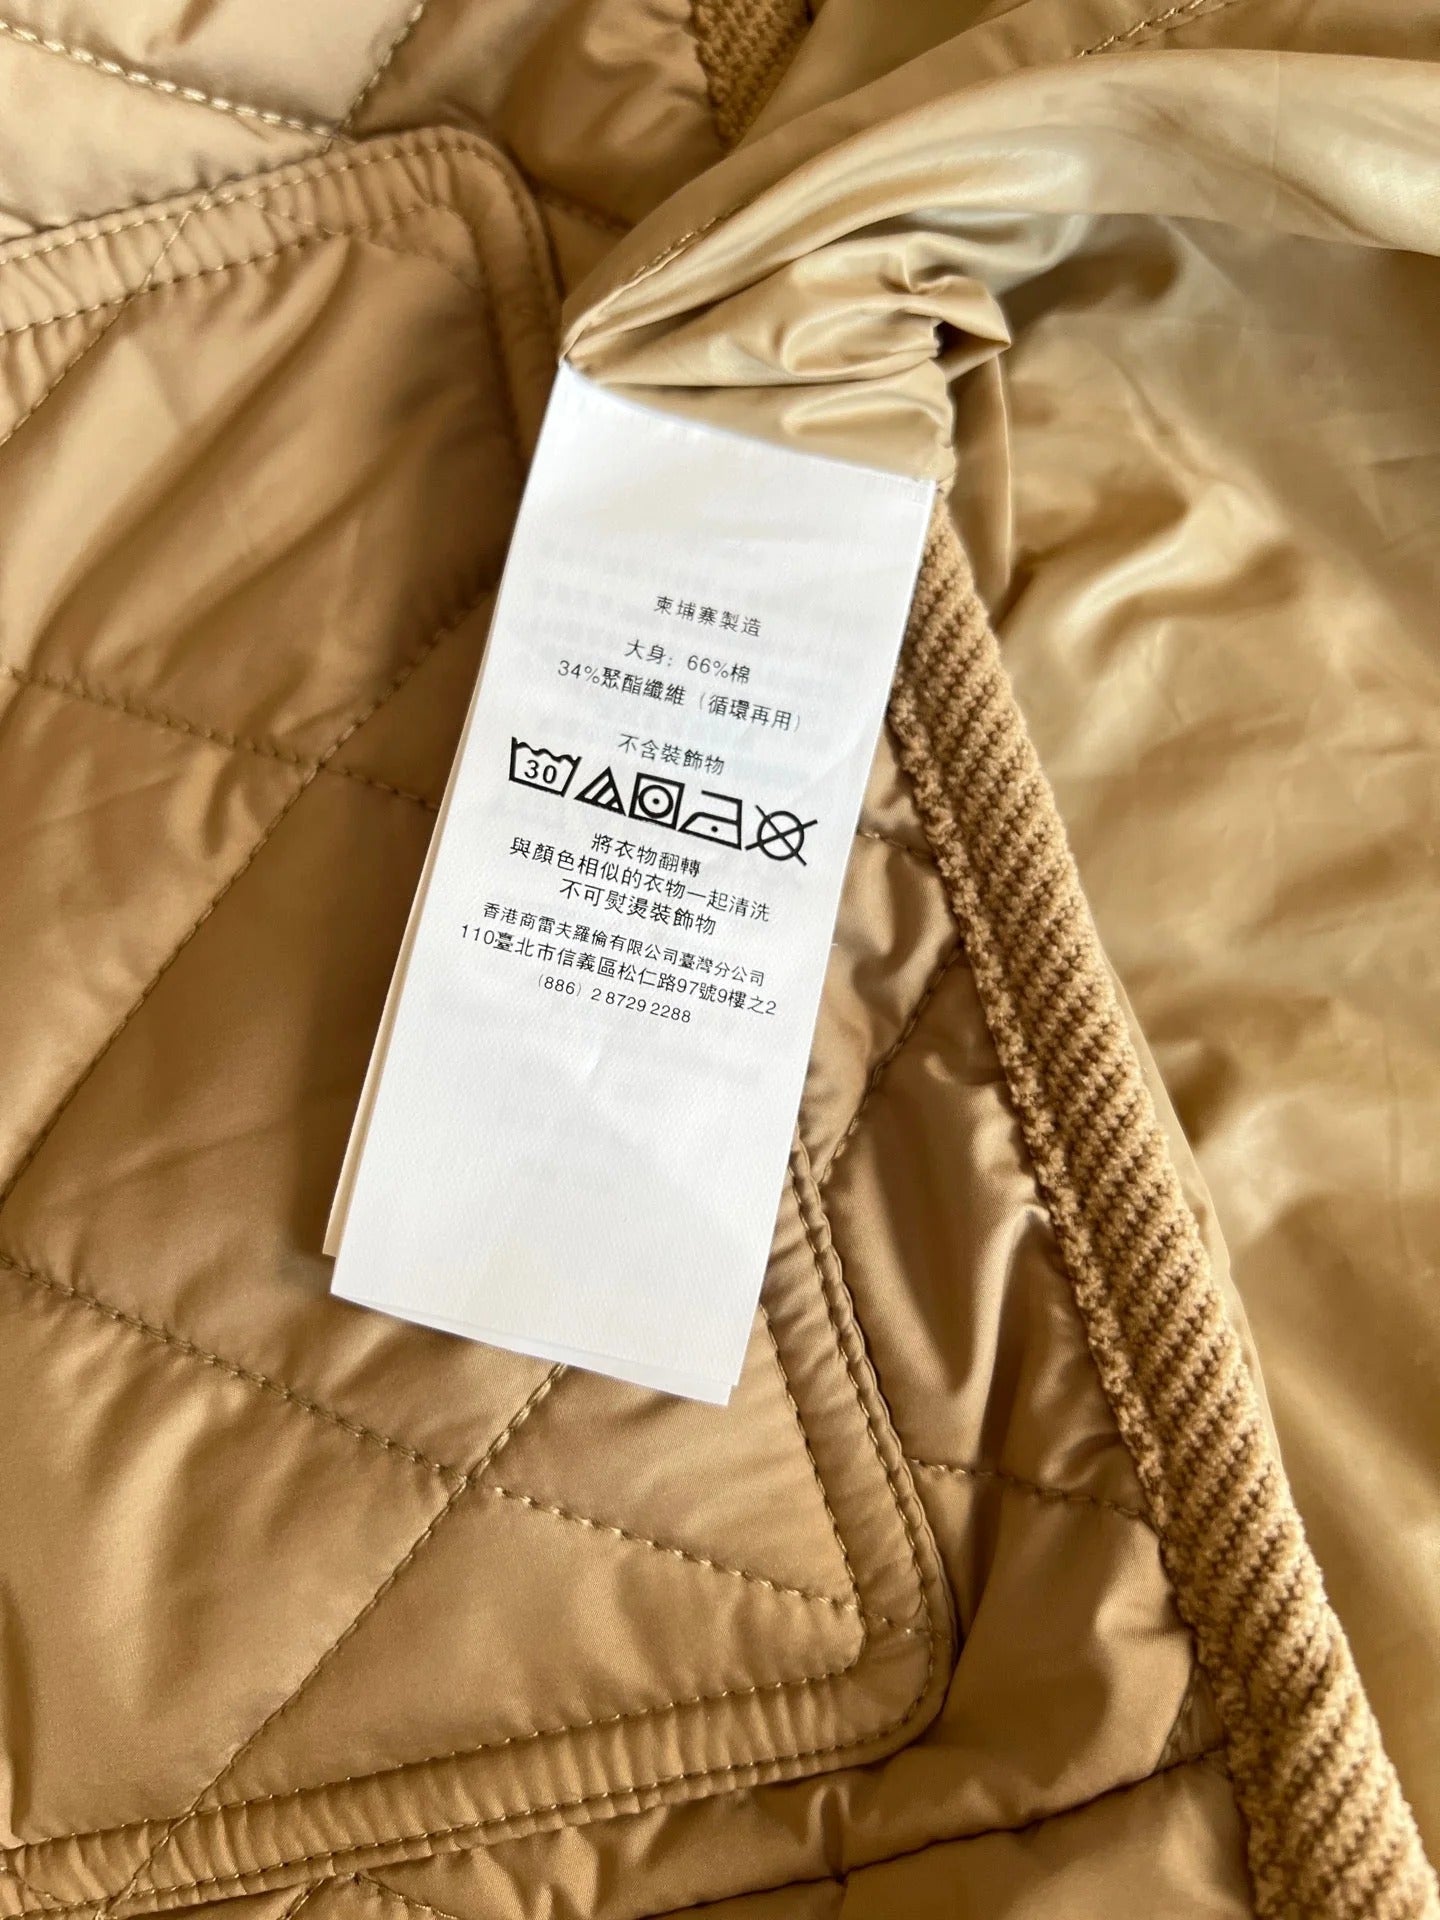 柬埔寨製造
大身: 66%棉
34%聚酯纖維 (循環再用)
不含裝飾物
30
將衣物翻轉
與顏色相似的衣物一起清洗
不可熨燙裝飾物
香港商雷夫羅倫有限公司臺灣分公司
110臺北市信義區松仁路97號9樓之2
(886) 2 8729 2288